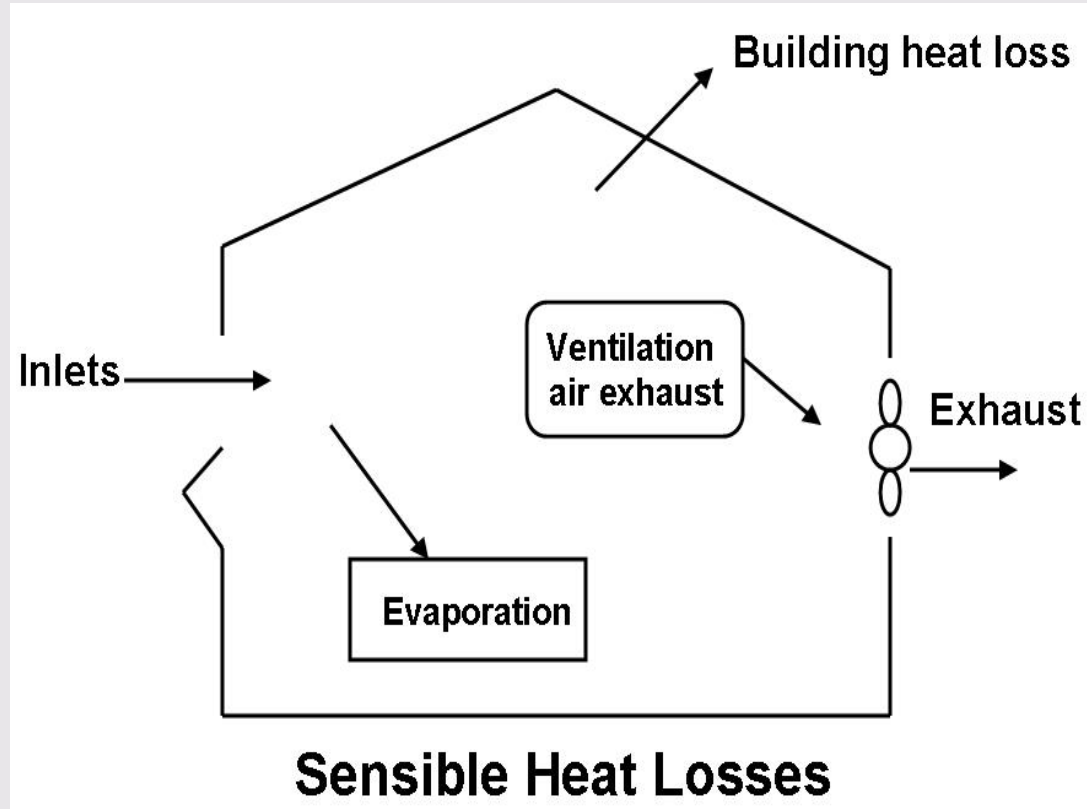 Building heat loss
Inlets
Ventilation
air exhaust
Exhaust
Evaporation
Sensible Heat Losses